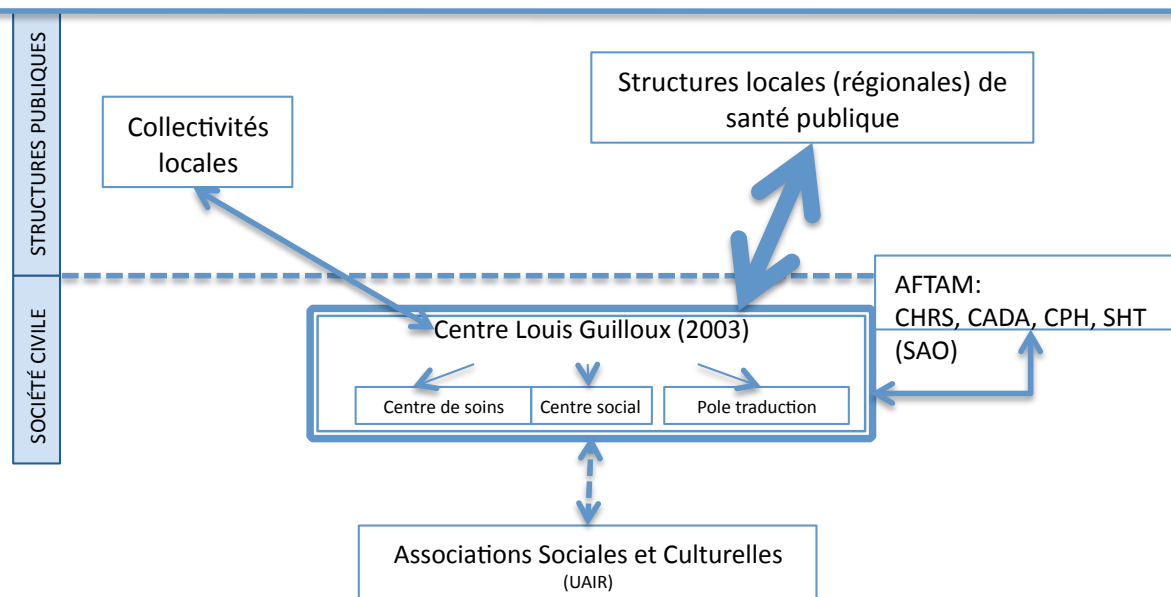 STRUCTURES PUBLIQUES
Structures locales (régionales) de
santé publique
Collectivités
locales
SOCIÉTÉ CIVILE
AFTAM:
CHRS, CADA, CPH, SHT
(SAO)
Centre Louis Guilloux (2003)
Centre de soins
Centre social
Pole traduction
Associations Sociales et Culturelles
(UAIR)